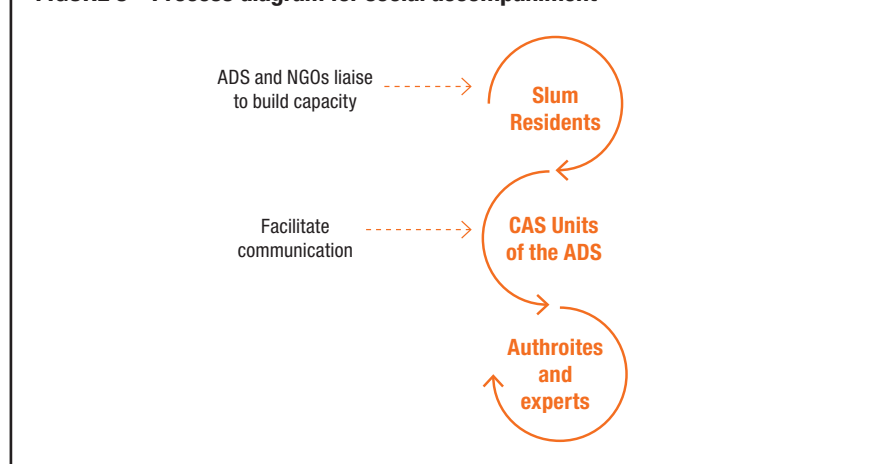 ADS and NGOs liaise
to build capacity
Slum
Residents
Facilitate
communication
CAS Units
of the ADS
Authroites
and
experts